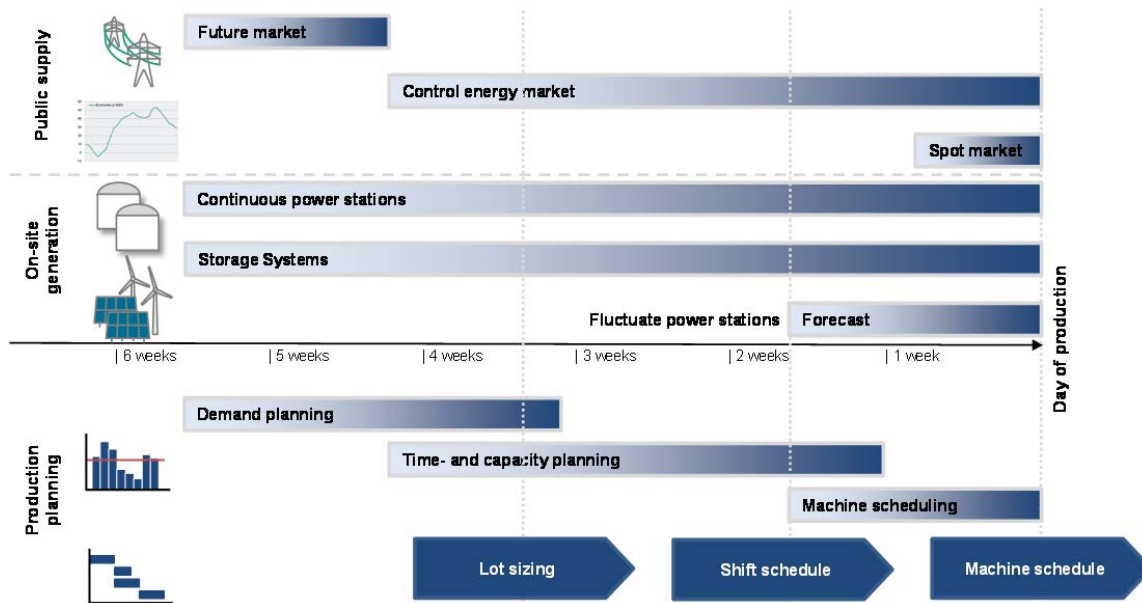 Public supply
Future market
Control energy market
Spot market
On-site
generation
Continuous power stations
Storage Systems
Fluctuate power stations
Forecast
| 6 weeks
| 5 weeks
| 4 weeks
| 3 weeks
| 2 weeks
| 1 week
Day of production
Production
planning
Demand planning
Time- and capacity planning
Machine scheduling
Lot sizing
Shift schedule
Machine schedule